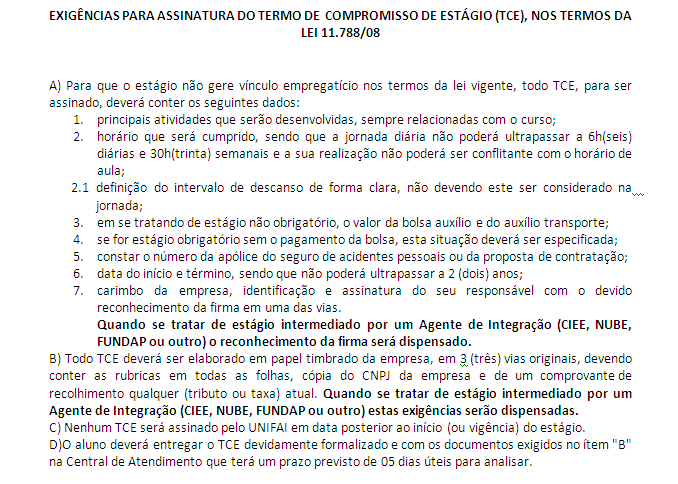 EXIGÊNCIAS PARA ASSINATURA DO TERMO DE COMPROMISSO DE ESTÁGIO (TCE), NOS TERMOS DA
LEI 11.788/08
A) Para que o estágio não gere vínculo empregatício nos termos da lei vigente, todo TCE, para ser
assinado, deverá conter os seguintes dados:
1. principais atividades que serão desenvolvidas, sempre relacionadas com o curso;
2. horário que será cumprido, sendo que a jornada diária não poderá ultrapassar a 6h(seis)
diárias e 30h(trinta) semanais e a sua realização não poderá ser conflitante com o horário de
aula;
2.1 definição do intervalo de descanso de forma clara, não devendo este ser considerado na
jornada;
3. em se tratando de estágio não obrigatório, o valor da bolsa auxílio e do auxílio transporte;
4. se for estágio obrigatório sem o pagamento da bolsa, esta situação deverá ser especificada;
5. constar o número da apólice do seguro de acidentes pessoais ou da proposta de contratação;
6. data do início e término, sendo que não poderá ultrapassar a 2 (dois) anos;
7. carimbo da empresa, identificação e assinatura do seu responsável com o devido
reconhecimento da firma em uma das vias.
Quando se tratar de estágio intermediado por um Agente de Integração (CIEE, NUBE,
FUNDAP ou outro) o reconhecimento da firma será dispensado.
B) Todo TCE deverá ser elaborado em papel timbrado da empresa, em 3 (três) vias originais, devendo
conter as rubricas em todas as folhas, cópia do CNPJ da empresa e de um comprovante de
recolhimento qualquer (tributo ou taxa) atual. Quando se tratar de estágio intermediado por um
Agente de Integração (CIEE, NUBE, FUNDAP ou outro) estas exigências serão dispensadas.
C) Nenhum TCE será assinado pelo UNIFAI em data posterior ao início (ou vigência) do estágio.
D)O aluno deverá entregar o TCE devidamente formalizado e com os documentos exigidos no ítem "B"
na Central de Atendimento que terá um prazo previsto de 05 dias úteis para analisar.